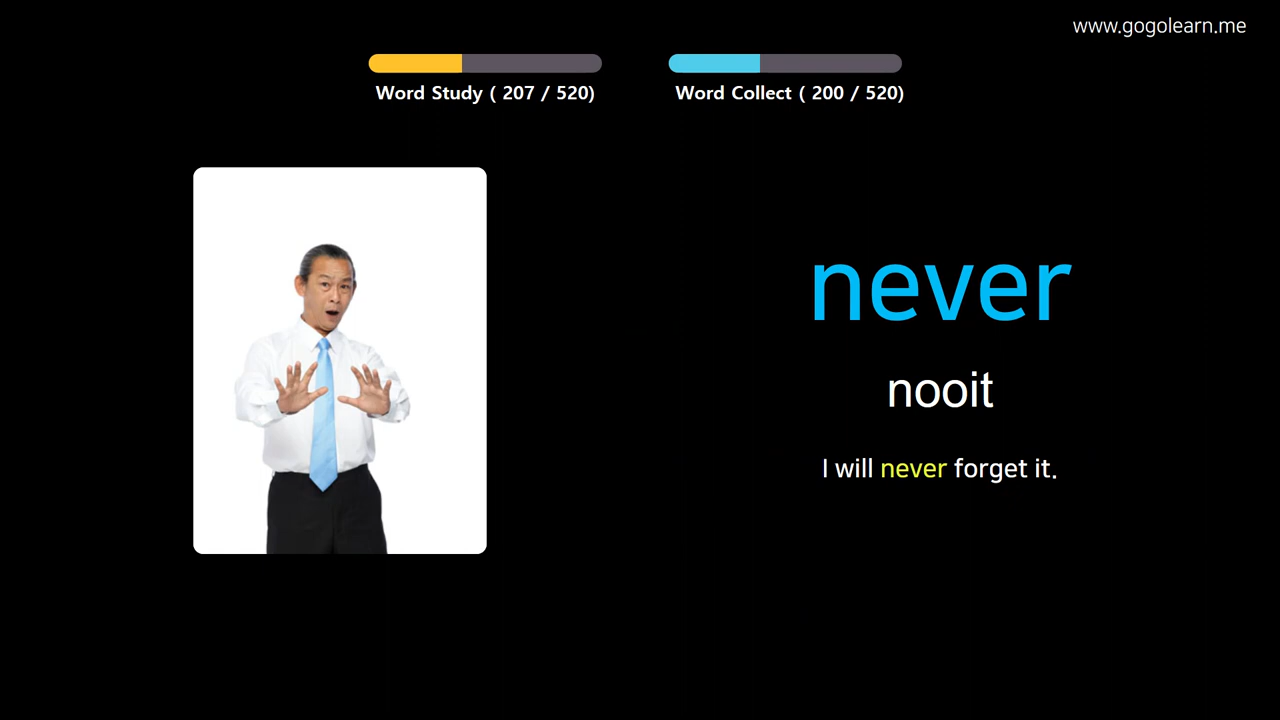 www.gogolearn.me
Word Study ( 207 / 520)
Word Collect ( 200 / 520)
never
nooit
I will never forget it.